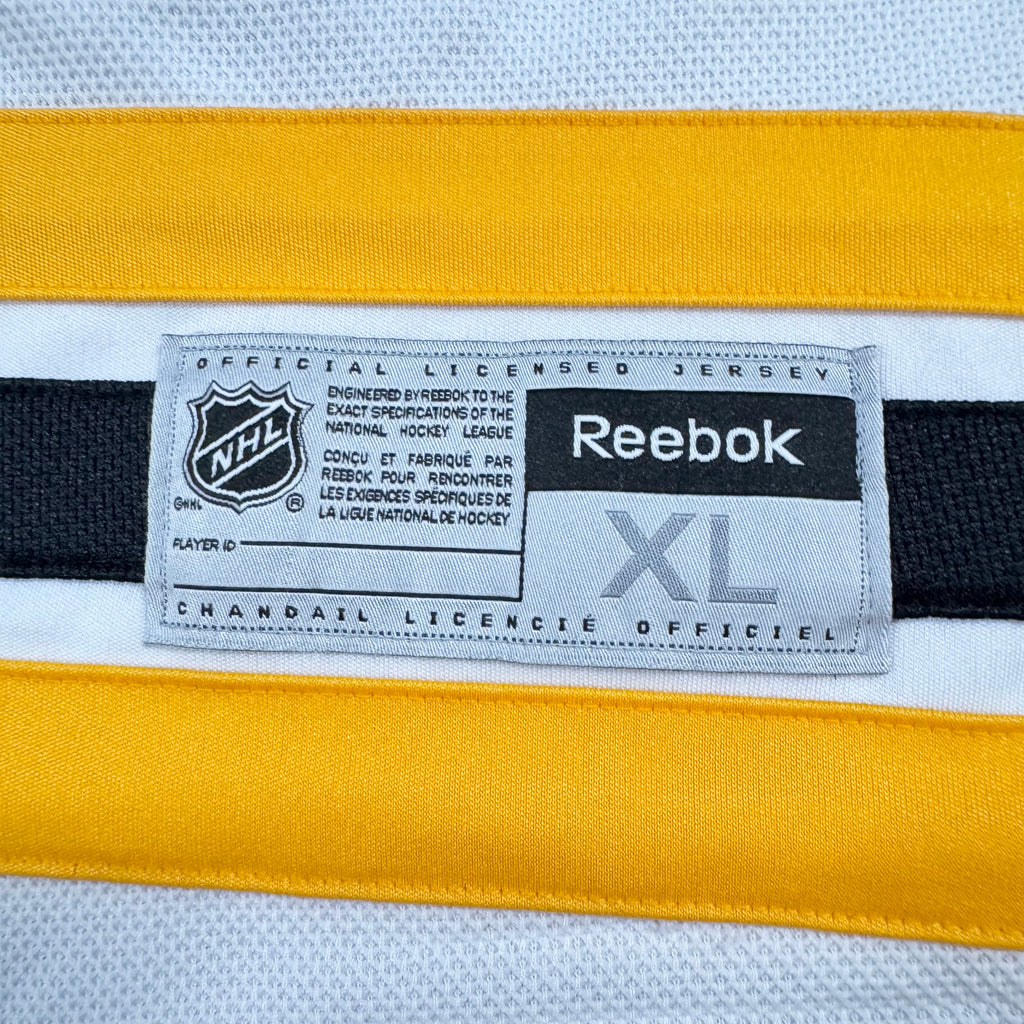 OFFICIAL LICENSED JERSEY
NHL
©NHL
®
ENGINEERED BY REEBOK TO THE
EXACT SPECIFICATIONS OF THE
NATIONAL HOCKEY LEAGUE
CONÇU ET FABRIQUÉ PAR
REEBOK POUR RENCONTRER
LES EXIGENCES SPÉCIFIQUES DE
LA LIGUE NATIONAL DE HOCKEY
PLAYER ID
Reebok
XL
CHANDAIL LICENCIÉ OFFICIEL